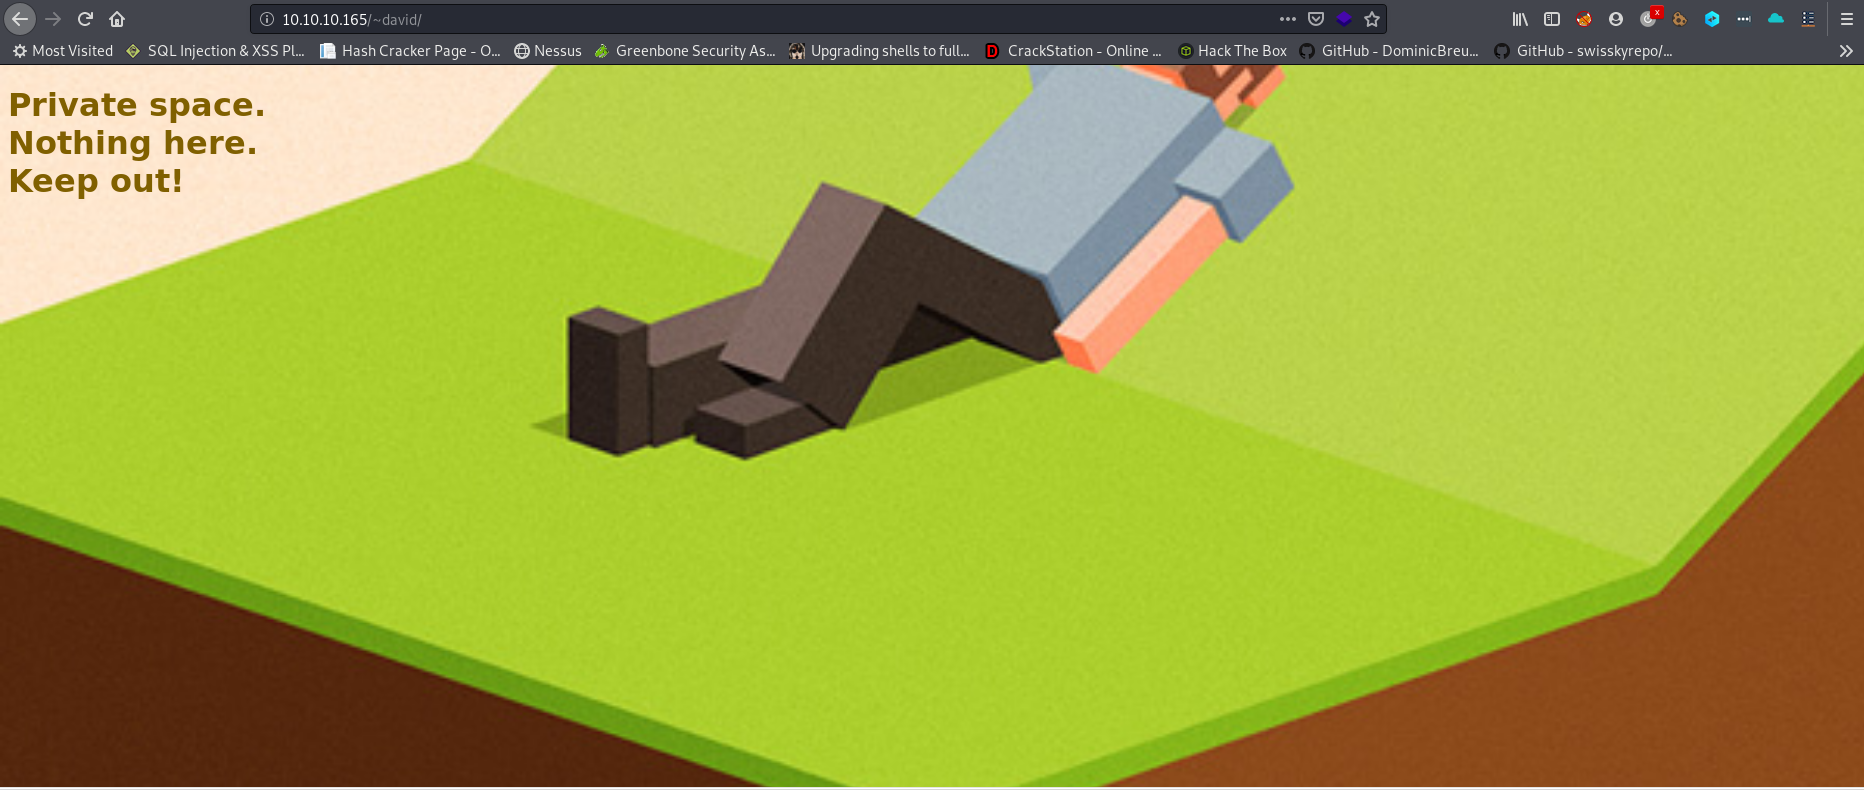 10.10.10.165/~david/
Most Visited
SQL Injection & XSS Pl...
Hash Cracker Page - O...
Nessus
Greenbone Security As...
Upgrading shells to full...
CrackStation - Online ...
Hack The Box
GitHub - DominicBreu...
GitHub - swisskyrepo/...
Private space.
Nothing here.
Keep out!